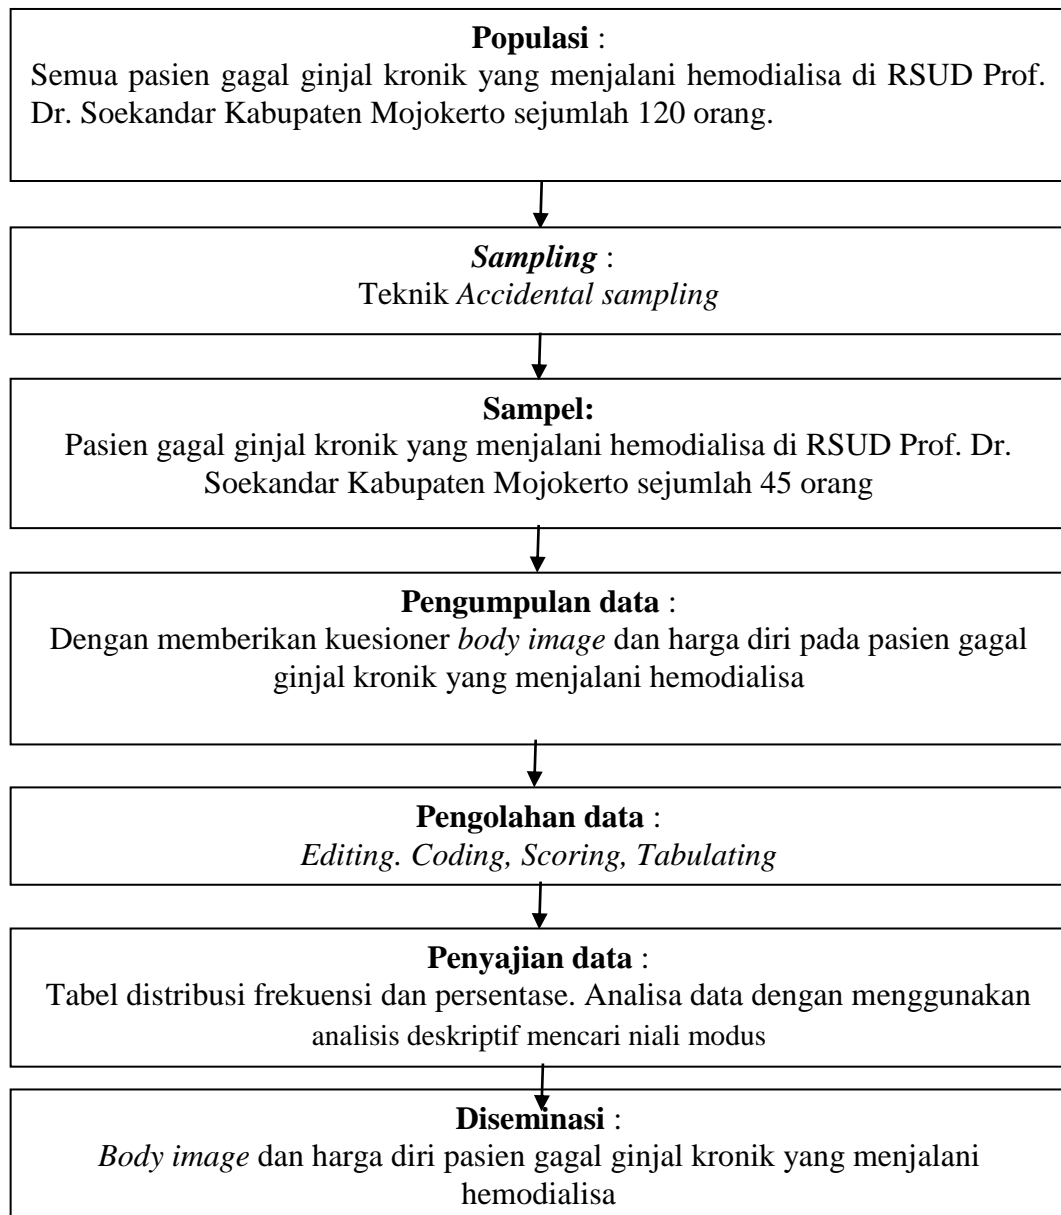 Populasi :
Semua pasien gagal ginjal kronik yang menjalani hemodialisa di RSUD Prof.
Dr. Soekandar Kabupaten Mojokerto sejumlah 120 orang.
Sampling :
Teknik Accidental sampling
Sampel:
Pasien gagal ginjal kronik yang menjalani hemodialisa di RSUD Prof. Dr.
Soekandar Kabupaten Mojokerto sejumlah 45 orang
Pengumpulan data :
Dengan memberikan kuesioner body image dan harga diri pada pasien gagal
ginjal kronik yang menjalani hemodialisa
Pengolahan data :
Editing. Coding, Scoring, Tabulating
Penyajian data :
Tabel distribusi frekuensi dan persentase. Analisa data dengan menggunakan
analisis deskriptif mencari niali modus
Diseminasi :
Body image dan harga diri pasien gagal ginjal kronik yang menjalani
hemodialisa